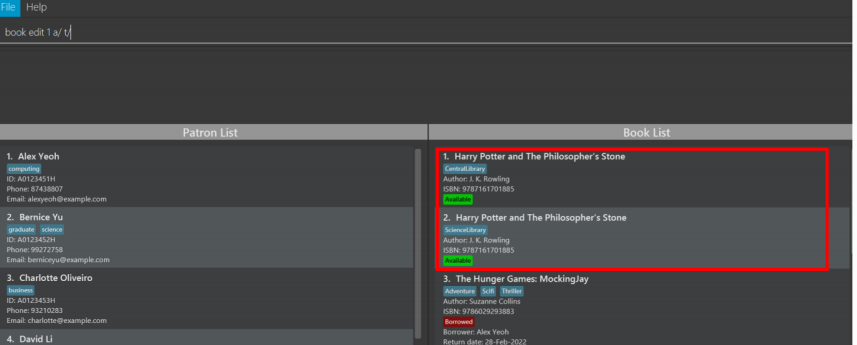 File Help
book edit 1 a/ t/
Patron List
1. Alex Yeoh
computing
ID: A0123451H
Phone: 87438807
Email: alexyeoh@example.com
2. Bernice Yu
graduate science
ID: A0123452H
Phone: 99272758
Email: berniceyu@example.com
3. Charlotte Oliveiro
business
ID: A0123453H
Phone: 93210283
Email: charlotte@example.com
4. David Li
Book List
1. Harry Potter and The Philosopher's Stone
CentralLibrary
Author: J. K. Rowling
ISBN: 9787161701885
Available
2. Harry Potter and The Philosopher's Stone
ScienceLibrary
Author: J. K. Rowling
ISBN: 9787161701885
Available
3. The Hunger Games: MockingJay
Adventure Scifi Thriller
Author: Suzanne Collins
ISBN: 9786029293883
Borrowed
Borrower: Alex Yeoh
Return date: 28-Feb-2022